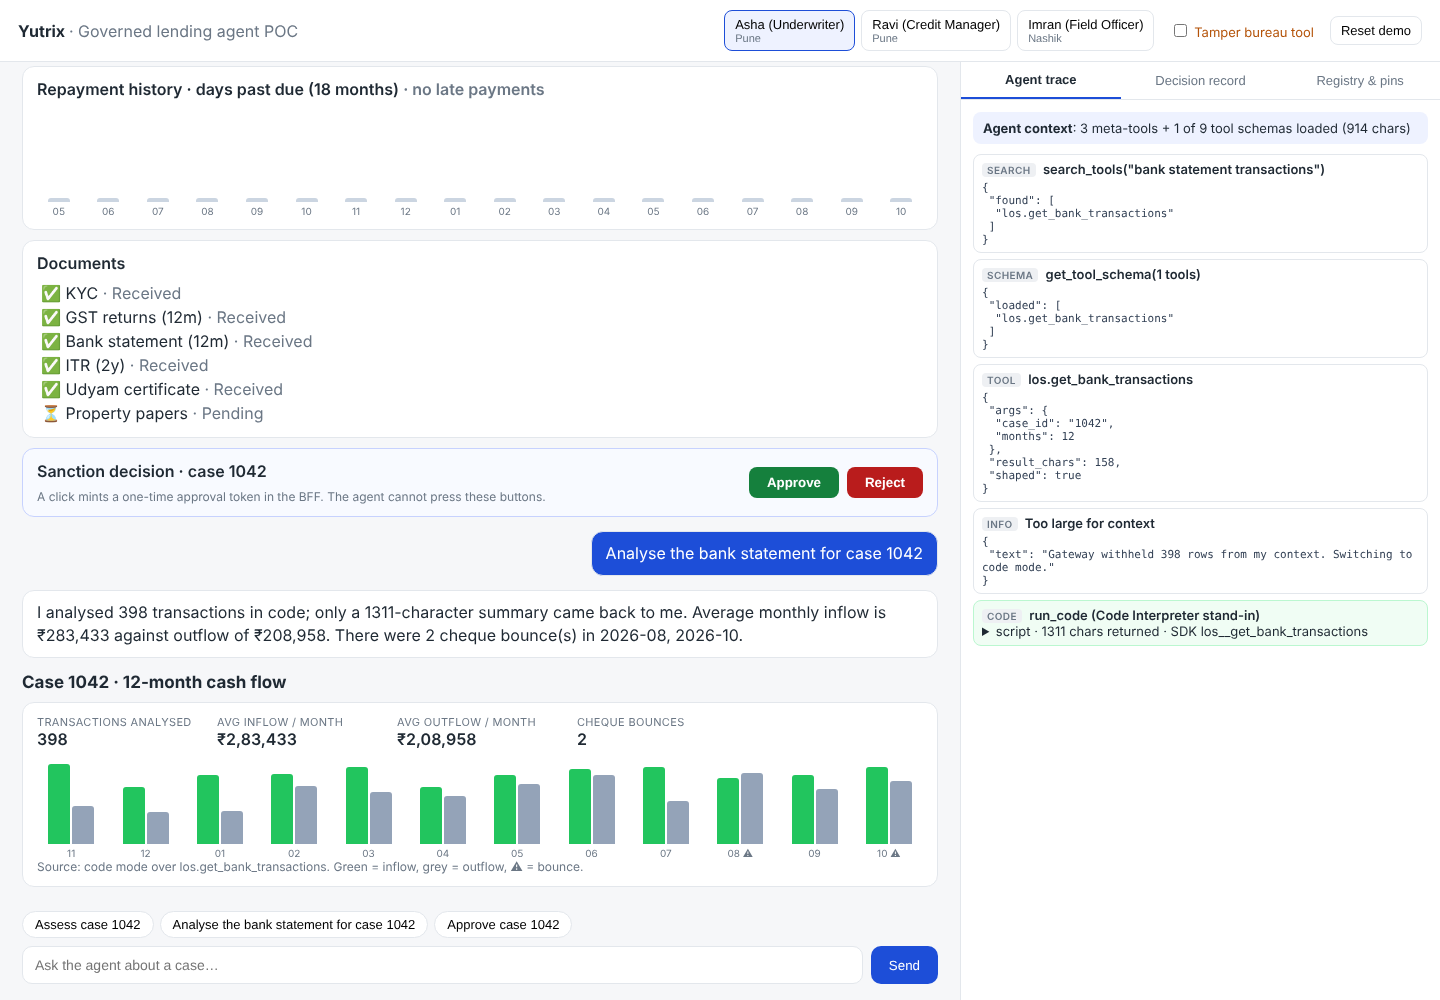 Yutrix · Governed lending agent POC
Asha (Underwriter)
Pune
Ravi (Credit Manager)
Pune
Imran (Field Officer)
Nashik
Tamper bureau tool
Reset demo
Repayment history · days past due (18 months) · no late payments
05 06 07 08 09 10 11 12 01 02 03 04 05 06 07 08 09 10
Documents
✅ KYC · Received
✅ GST returns (12m) · Received
✅ Bank statement (12m) · Received
✅ ITR (2y) · Received
✅ Udyam certificate · Received
⏳ Property papers · Pending
Sanction decision · case 1042
A click mints a one-time approval token in the BFF. The agent cannot press these buttons.
Approve
Reject
Analyse the bank statement for case 1042
I analysed 398 transactions in code; only a 1311-character summary came back to me. Average monthly inflow is
₹283,433 against outflow of ₹208,958. There were 2 cheque bounce(s) in 2026-08, 2026-10.
Case 1042 · 12-month cash flow
TRANSACTIONS ANALYSED
398
AVG INFLOW / MONTH
₹2,83,433
AVG OUTFLOW / MONTH
₹2,08,958
CHEQUE BOUNCES
2
11 12 01 02 03 04 05 06 07 08 ⚠ 09 10 ⚠
Source: code mode over los.get_bank_transactions. Green = inflow, grey = outflow, ⚠ = bounce.
Assess case 1042
Analyse the bank statement for case 1042
Approve case 1042
Ask the agent about a case…
Send
Agent trace
Decision record
Registry & pins
Agent context: 3 meta-tools + 1 of 9 tool schemas loaded (914 chars)
SEARCH search_tools("bank statement transactions")
{
"found": [
"los.get_bank_transactions"
]
}
SCHEMA get_tool_schema(1 tools)
{
"loaded": [
"los.get_bank_transactions"
]
}
TOOL los.get_bank_transactions
{
"args": {
"case_id": "1042",
"months": 12
},
"result_chars": 158,
"shaped": true
}
INFO Too large for context
{
"text": "Gateway withheld 398 rows from my context. Switching to
code mode."
}
CODE run_code (Code Interpreter stand-in)
▶ script · 1311 chars returned · SDK los__get_bank_transactions